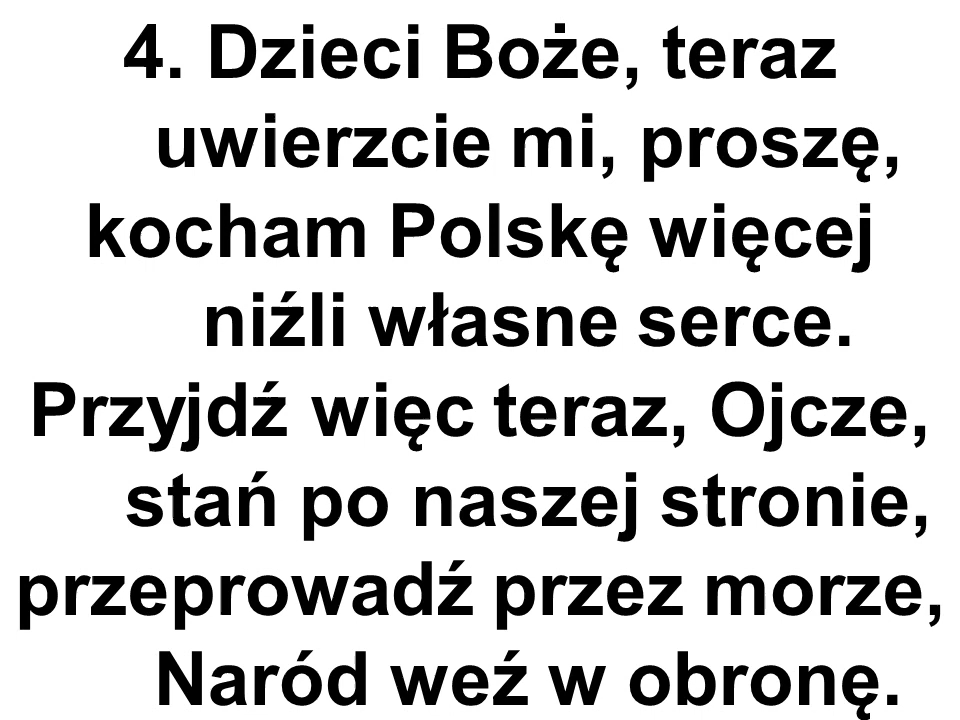 4. Dzieci Boże, teraz
uwierzcie mi, proszę,
kocham Polskę więcej
niźli własne serce.
Przyjdź więc teraz, Ojcze,
stań po naszej stronie,
przeprowadź przez morze,
Naród weź w obronę.